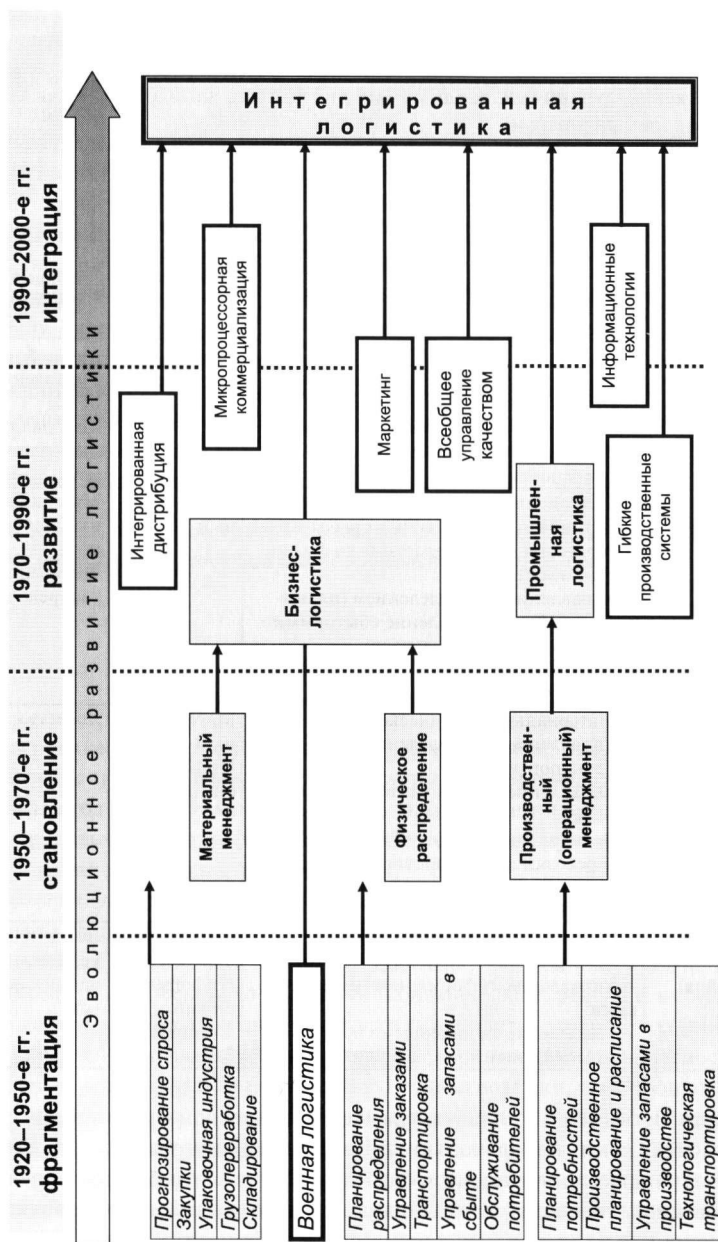 1920–1950-е гг.
фрагментация
1950–1970-е гг.
становление
1970–1990-е гг.
развитие
1990–2000-е гг.
интеграция
Эволюционное развитие логистики
Прогнозирование спроса
Закупки
Упаковочная индустрия
Грузопереработка
Складирование
Военная логистика
Планирование
распределения
Управление заказами
Транспортировка
Управление запасами в
сбыте
Обслуживание
потребителей
Планирование
потребностей
Производственное
планирование и расписание
Управление запасами в
производстве
Технологическая
транспортировка
Материальный
менеджмент
Физическое
распределение
Производствен-
ный
(операционный)
менеджмент
Интегрированная
дистрибуция
Бизнес-
логистика
Промышлен-
ная
логистика
Гибкие
производственные
системы
Микропроцессорная
коммерциализация
Маркетинг
Всеобщее
управление
качеством
Информационные
технологии
Интегрированная
логистика